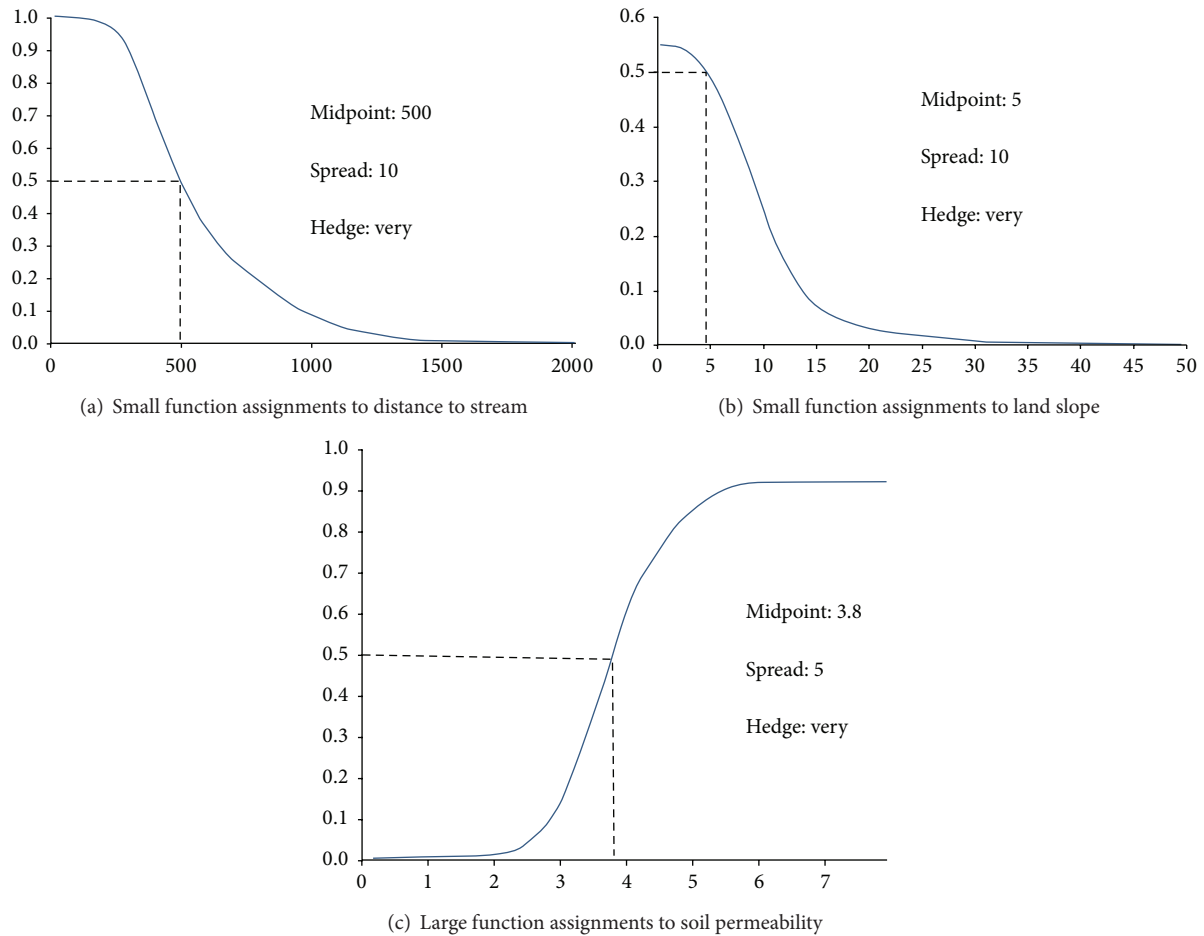 1.0
0.9
0.8
0.7
0.6
0.5
0.4
0.3
0.2
0.1
0.0
0 500 1000 1500 2000
Midpoint: 500
Spread: 10
Hedge: very
(a) Small function assignments to distance to stream
0.6
0.5
0.4
0.3
0.2
0.1
0.0
0 5 10 15 20 25 30 35 40 45 50
Midpoint: 5
Spread: 10
Hedge: very
(b) Small function assignments to land slope
1.0
0.9
0.8
0.7
0.6
0.5
0.4
0.3
0.2
0.1
0.0
0 1 2 3 4 5 6 7
Midpoint: 3.8
Spread: 5
Hedge: very
(c) Large function assignments to soil permeability